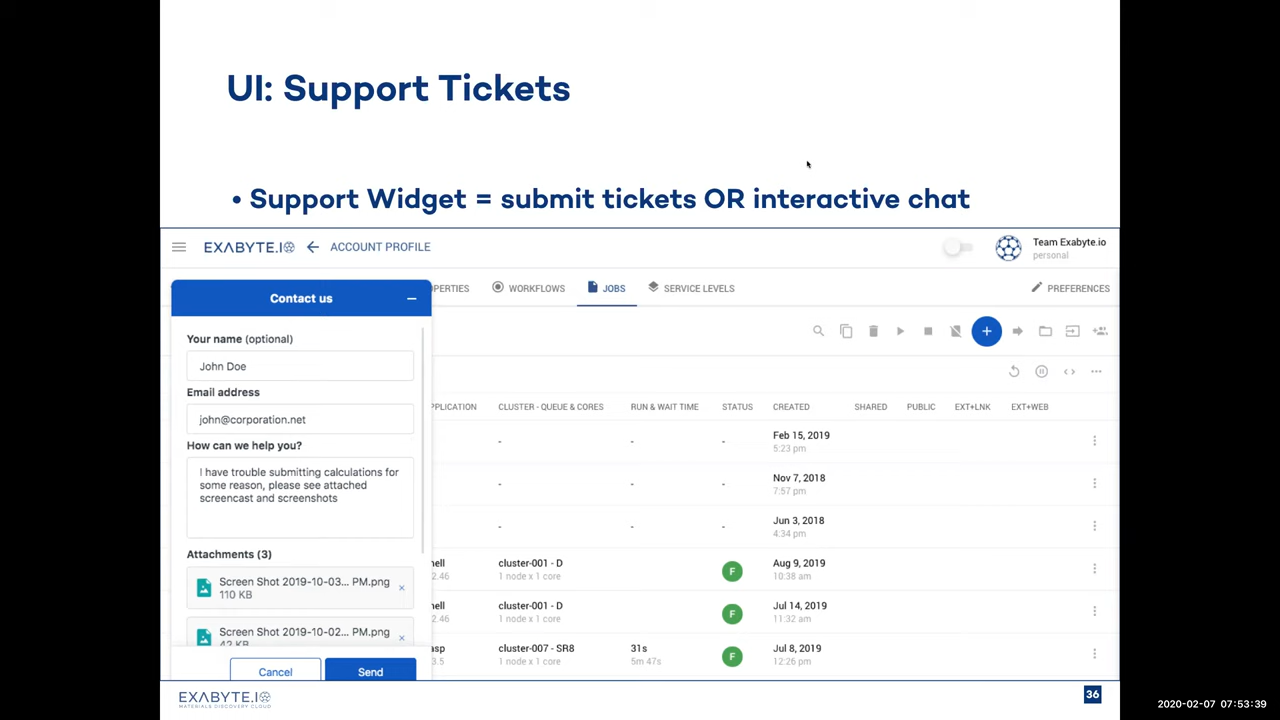 UI: Support Tickets
• Support Widget = submit tickets OR interactive chat
EXABYTE.IO ACCOUNT PROFILE
Team Exabyte.io
personal
Contact us
PERTIES WORKFLOWS JOBS SERVICE LEVELS PREFERENCES
Your name (optional)
John Doe
Email address
john@corporation.net
How can we help you?
I have trouble submitting calculations for
some reason, please see attached
screencast and screenshots
Attachments (3)
Screen Shot 2019-10-03... PM.png
110 KB
Screen Shot 2019-10-02... PM.png
42 KB
Cancel Send
PPLICATION CLUSTER - QUEUE & CORES RUN & WAIT TIME STATUS CREATED SHARED PUBLIC EXT+LNK EXT+WEB
- - - Feb 15, 2019
5:23 pm
- - - Nov 7, 2018
7:57 pm
- - - Jun 3, 2018
4:34 pm
hell cluster-001 - D F Aug 9, 2019
2.46 1 node x 1 core 10:38 am
hell cluster-001 - D F Jul 14, 2019
2.46 1 node x 1 core 11:32 am
asp cluster-007 - SR8 31s F Jul 8, 2019
3.5 1 node x 1 core 5m 47s 12:26 pm
EXABYTE.IO
MATERIALS DISCOVERY CLOUD
36
2020-02-07 07:53:39